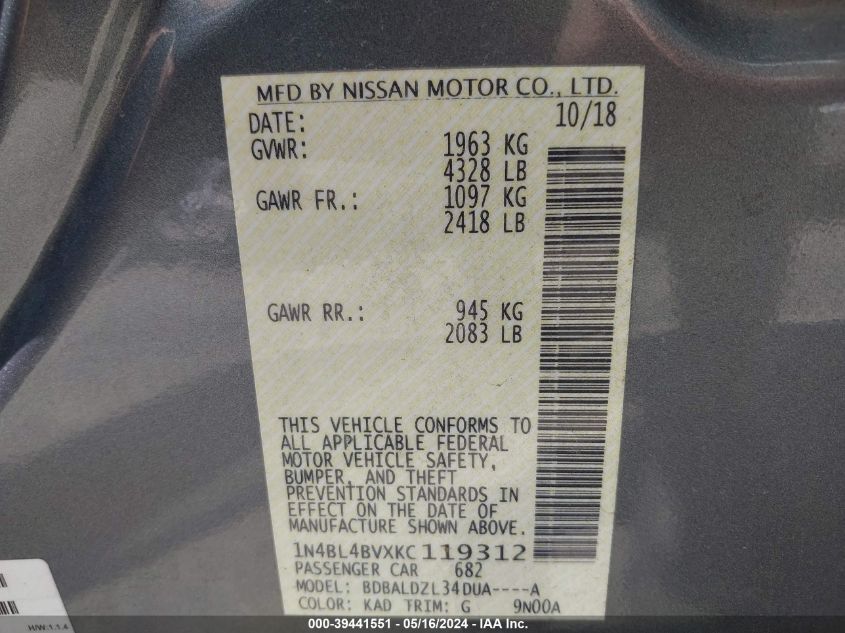 MFD BY NISSAN MOTOR CO., LTD.
DATE: 10/18
GVWR: 1963 KG
4328 LB
GAWR FR.: 1097 KG
2418 LB
GAWR RR.: 945 KG
2083 LB
THIS VEHICLE CONFORMS TO
ALL APPLICABLE FEDERAL
MOTOR VEHICLE SAFETY,
BUMPER, AND THEFT
PREVENTION STANDARDS IN
EFFECT ON THE DATE OF
MANUFACTURE SHOWN ABOVE.
1N4BL4BVXKC119312
PASSENGER CAR 682
MODEL: BDBALDZL34DUA----A
COLOR: KAD TRIM: G 9N00A
H/W:1.1.4
000-39441551 - 05/16/2024 - IAA Inc.